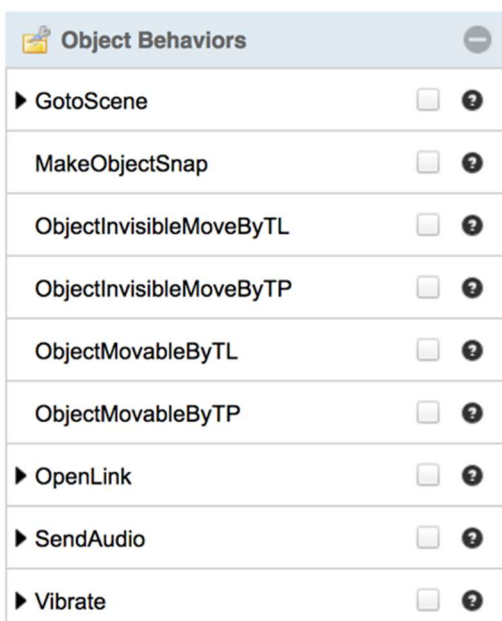 Object Behaviors
GotoScene
MakeObjectSnap
ObjectInvisibleMoveByTL
ObjectInvisibleMoveByTP
ObjectMovableByTL
ObjectMovableByTP
OpenLink
SendAudio
Vibrate